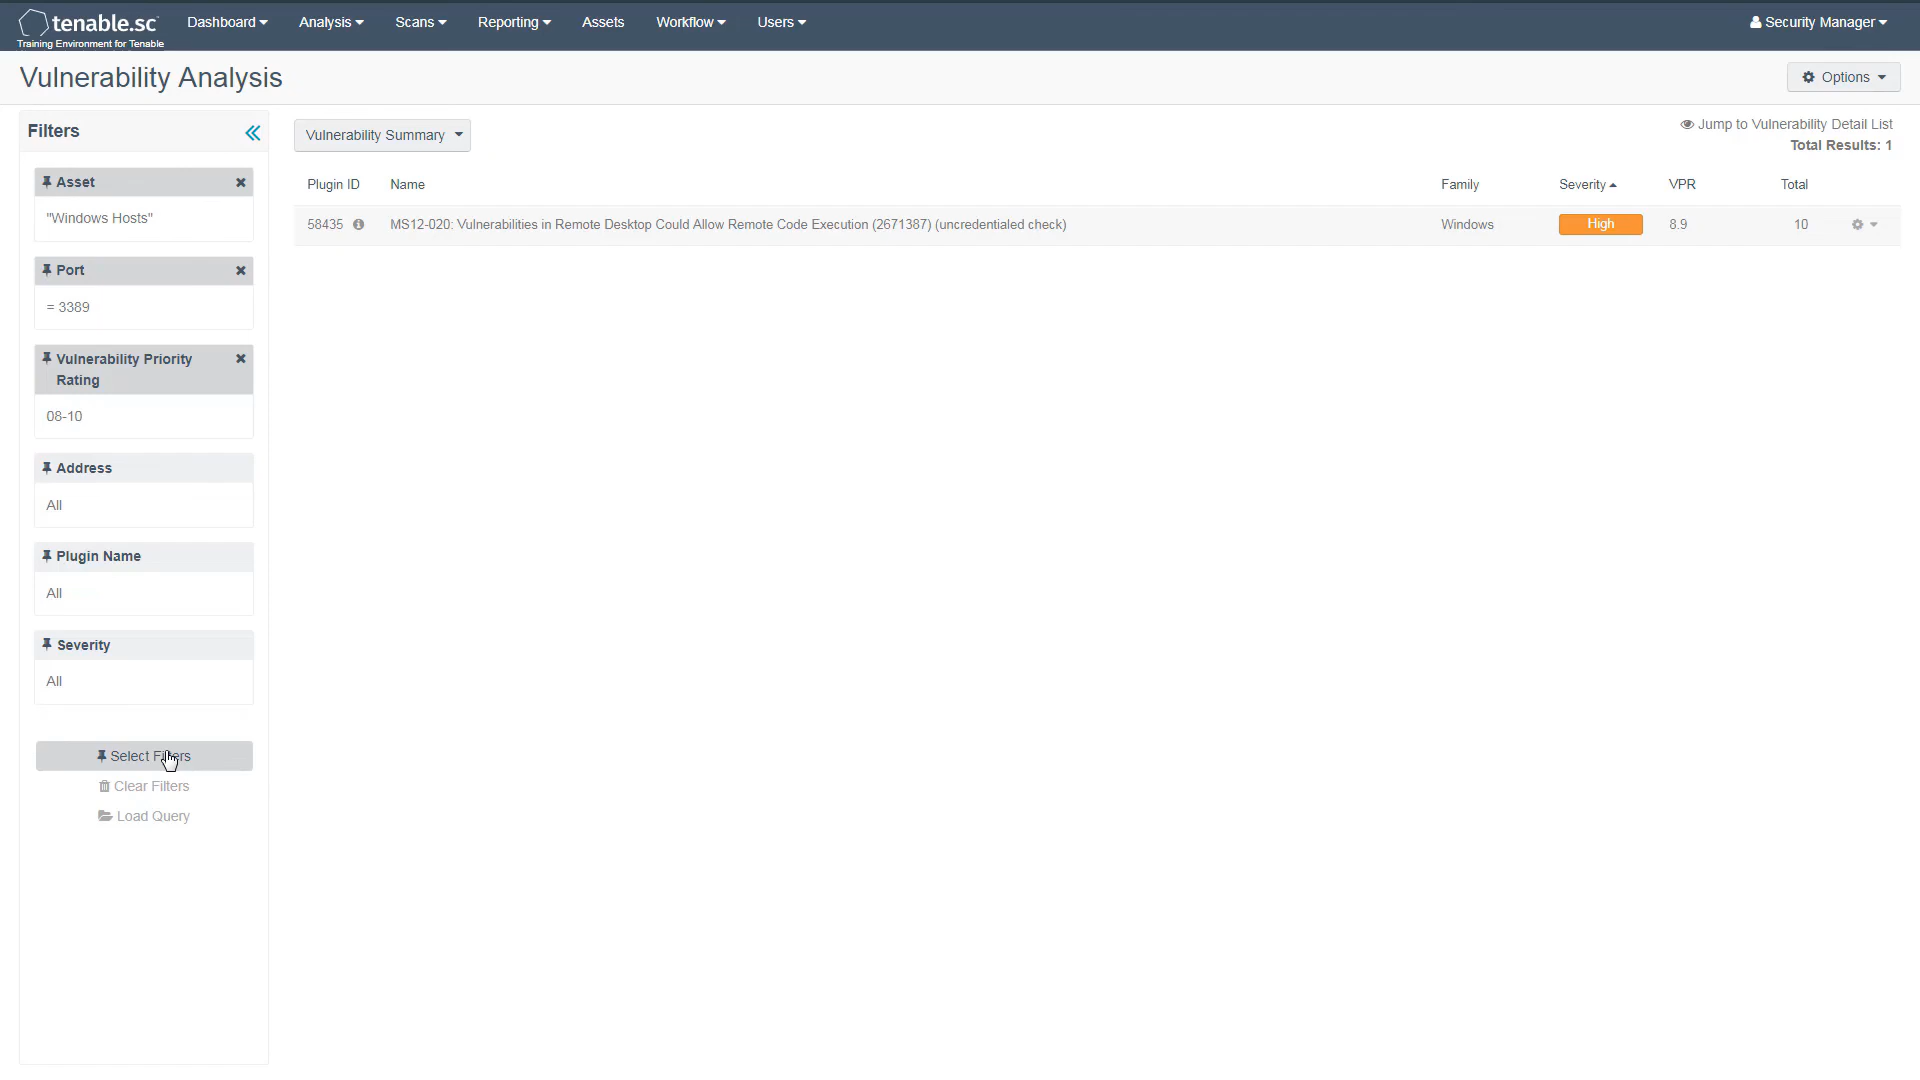 tenable.sc
Training Environment for Tenable
Dashboard Analysis Scans Reporting Assets Workflow Users Security Manager
Vulnerability Analysis
Options
Filters
Vulnerability Summary
Jump to Vulnerability Detail List
Total Results: 1
Asset
"Windows Hosts"
Plugin ID Name Family Severity VPR Total
58435 MS12-020: Vulnerabilities in Remote Desktop Could Allow Remote Code Execution (2671387) (uncredentialed check) Windows High 8.9 10
Port
= 3389
Vulnerability Priority
Rating
08-10
Address
All
Plugin Name
All
Severity
All
Select Filters
Clear Filters
Load Query